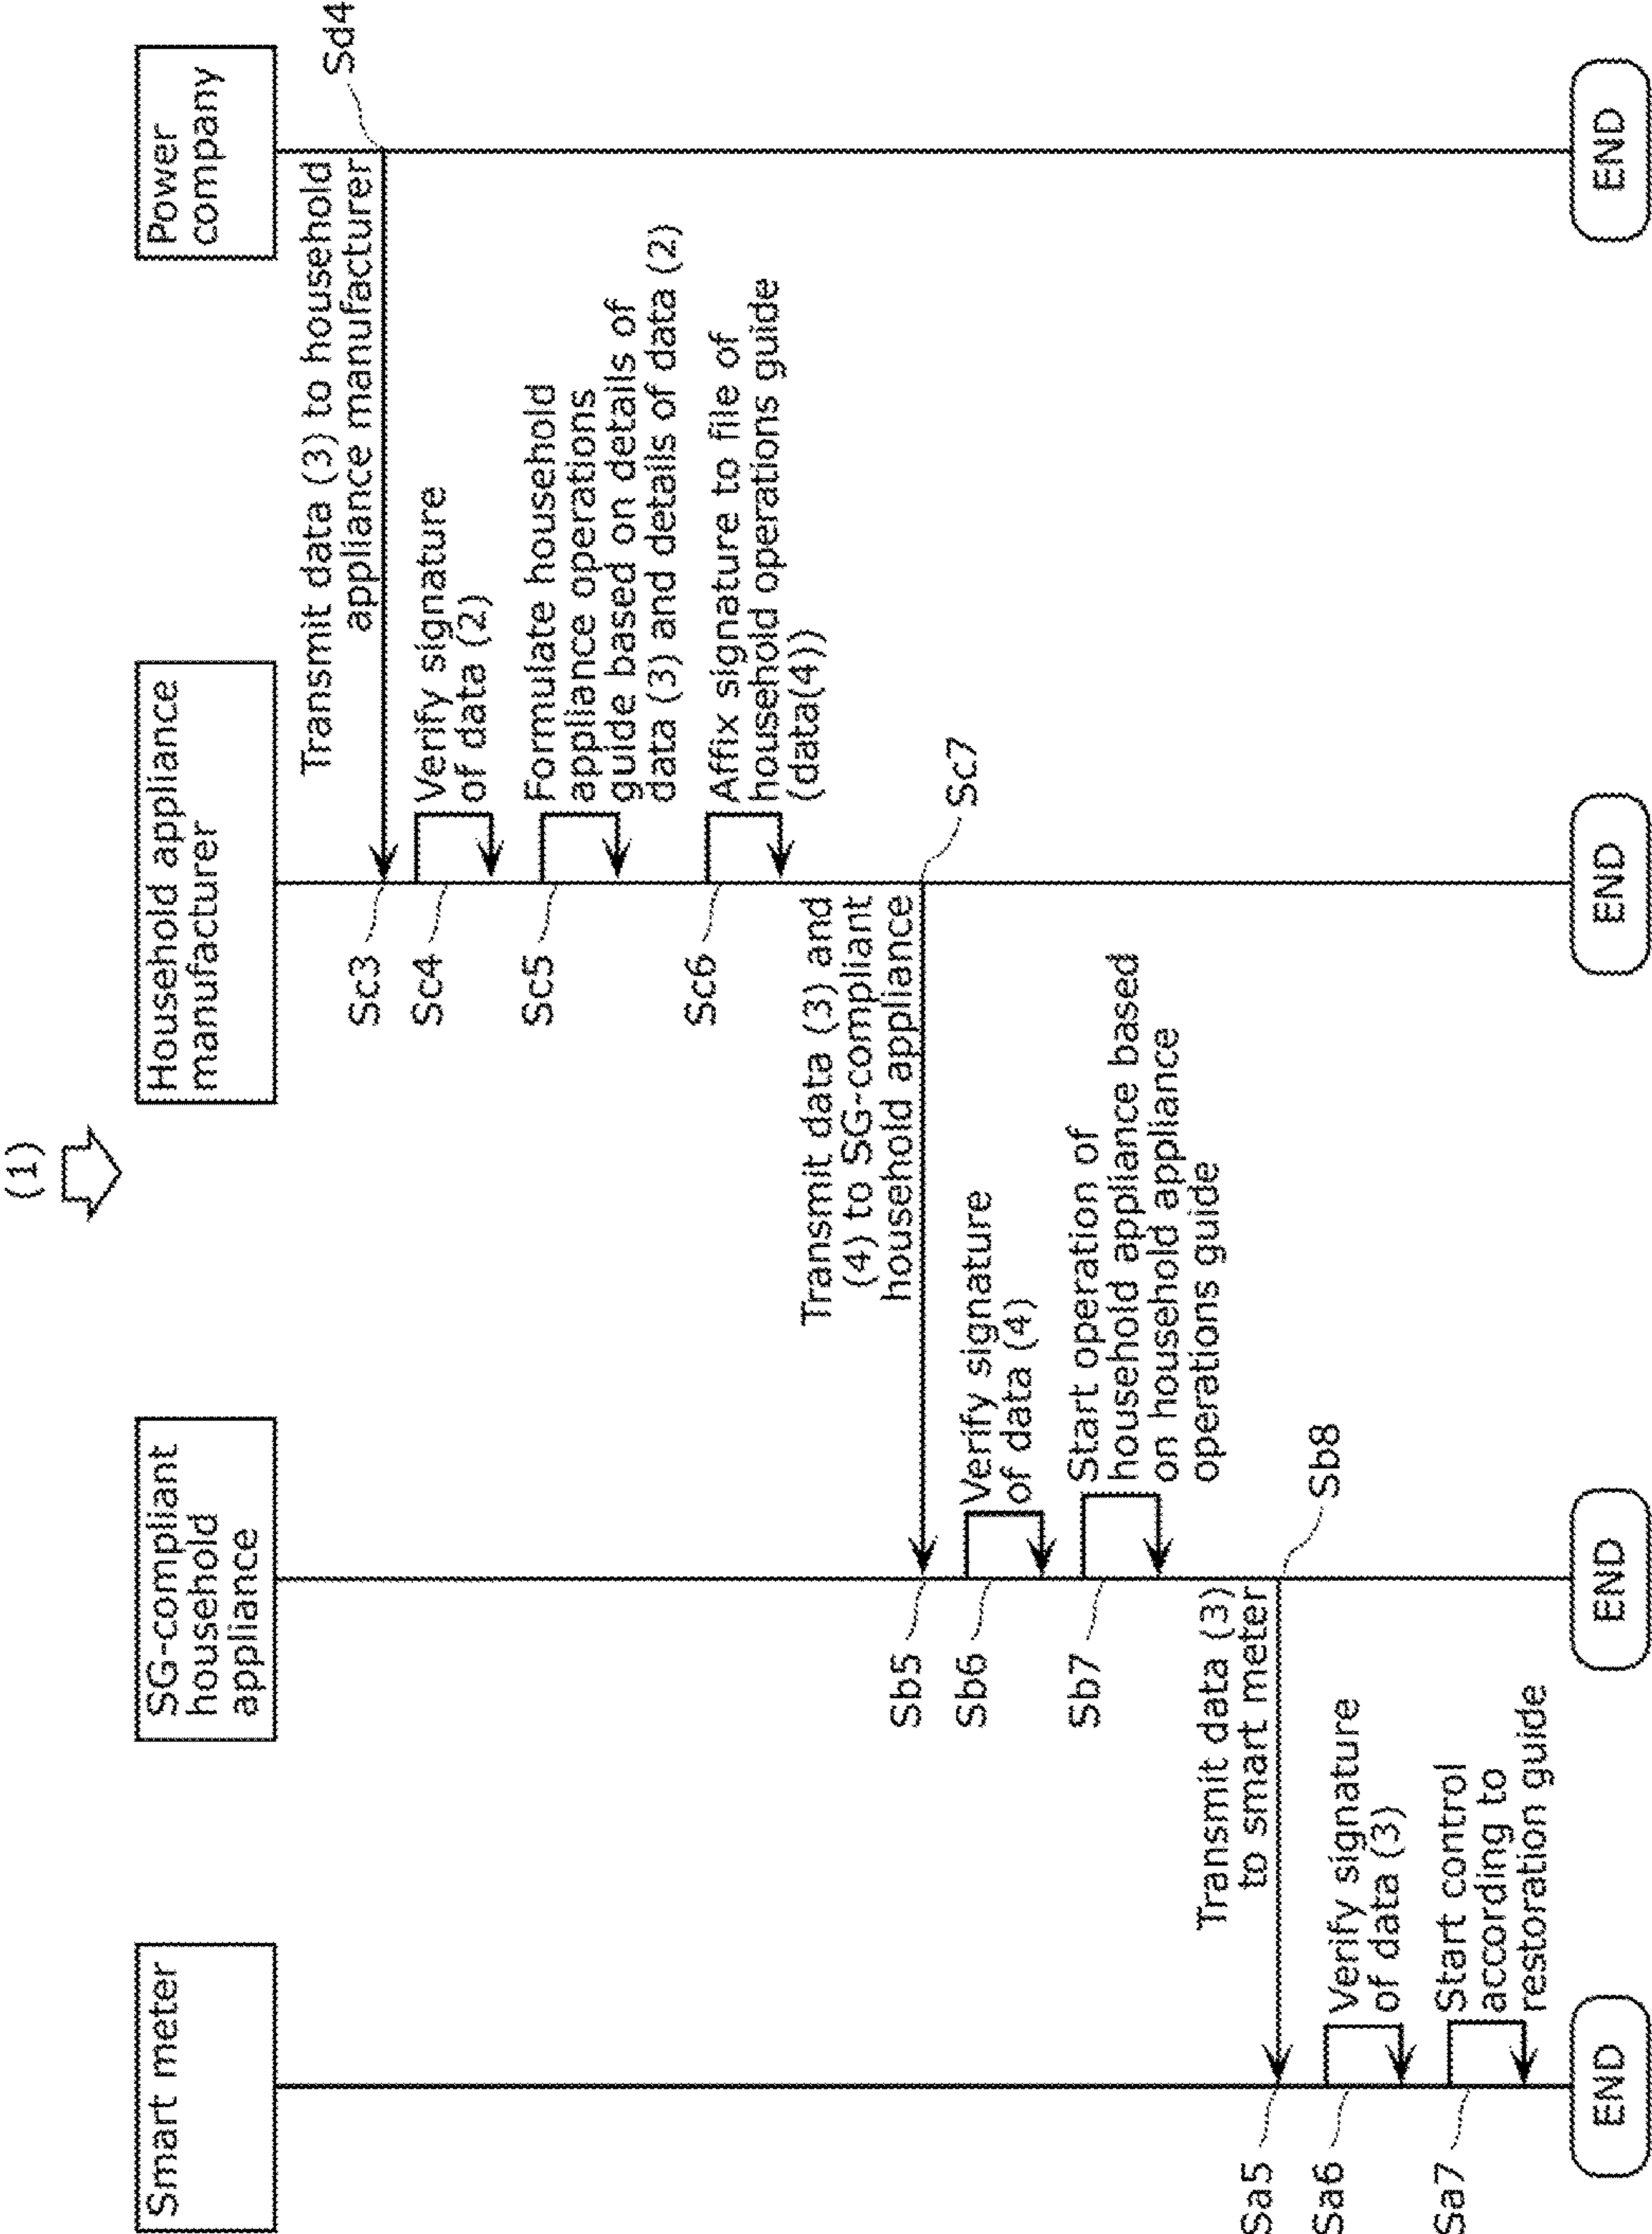 (1)
Smart meter
SG-compliant
household
appliance
Household appliance
manufacturer
Power
company
Transmit data (3) to household
appliance manufacturer
Sd4
Sc3
Verify signature
of data (2)
Sc4
Formulate household
appliance operations
guide based on details of
data (3) and details of data (2)
Sc5
Affix signature to file of
household operations guide
(data(4))
Sc6
Transmit data (3) and
(4) to SG-compliant
household appliance
Sc7
Sb5
Verify signature
of data (4)
Sb6
Start operation of
household appliance based
on household appliance
operations guide
Sb7
Transmit data (3)
to smart meter
Sb8
Sa5
Verify signature
of data (3)
Sa6
Start control
according to
restoration guide
Sa7
END
END
END
END